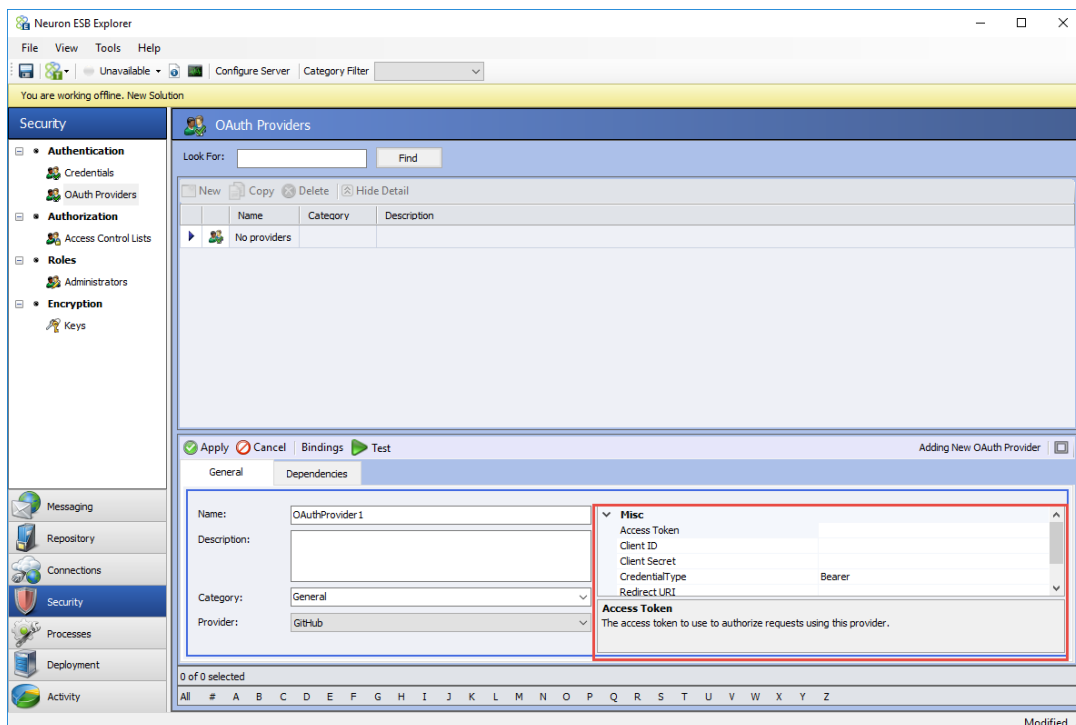 Neuron ESB Explorer
File View Tools Help
Unavailable Configure Server Category Filter
You are working offline. New Solution
Security
Authentication
Credentials
OAuth Providers
Authorization
Access Control Lists
Roles
Administrators
Encryption
Keys
Messaging
Repository
Connections
Security
Processes
Deployment
Activity
OAuth Providers
Look For: Find
New Copy Delete Hide Detail
Name Category Description
No providers
Apply Cancel Bindings Test Adding New OAuth Provider
General Dependencies
Name: OAuthProvider1
Description:
Category: General
Provider: GitHub
Misc
Access Token
Client ID
Client Secret
CredentialType Bearer
Redirect URI
Access Token
The access token to use to authorize requests using this provider.
0 of 0 selected
All # A B C D E F G H I J K L M N O P Q R S T U V W X Y Z
Modified